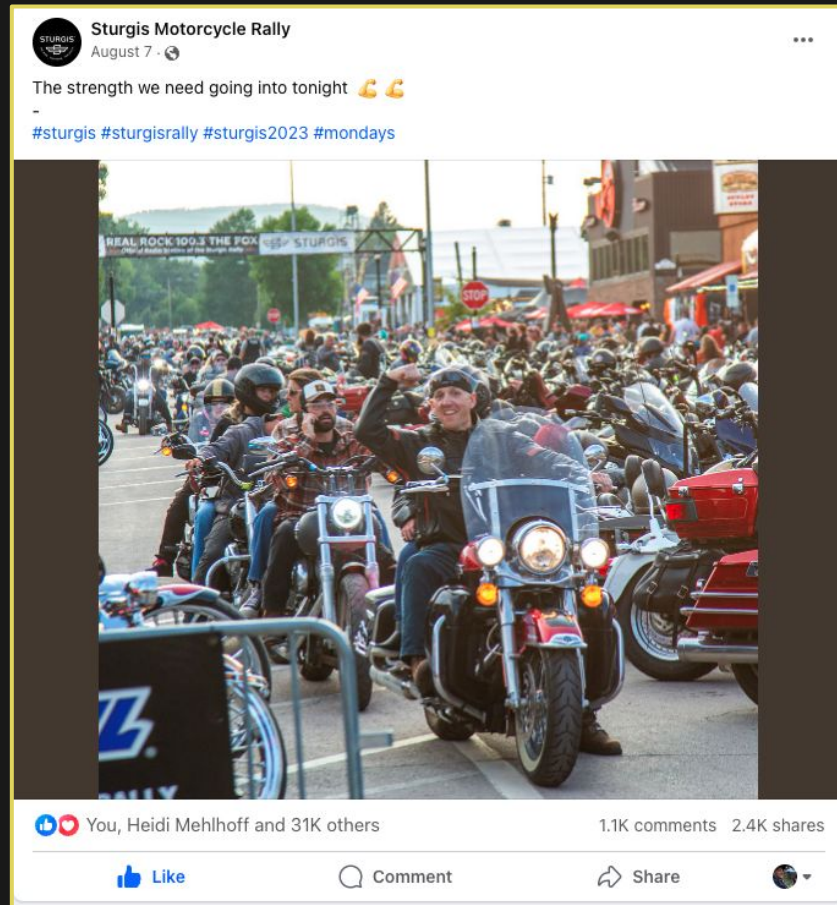 STURGIS
Sturgis Motorcycle Rally
August 7 ·
The strength we need going into tonight 💪 💪
-
#sturgis #sturgisrally #sturgis2023 #mondays
REAL ROCK 100.3 THE FOX
STURGIS
STOP
You, Heidi Mehlhoff and 31K others
1.1K comments 2.4K shares
Like Comment Share